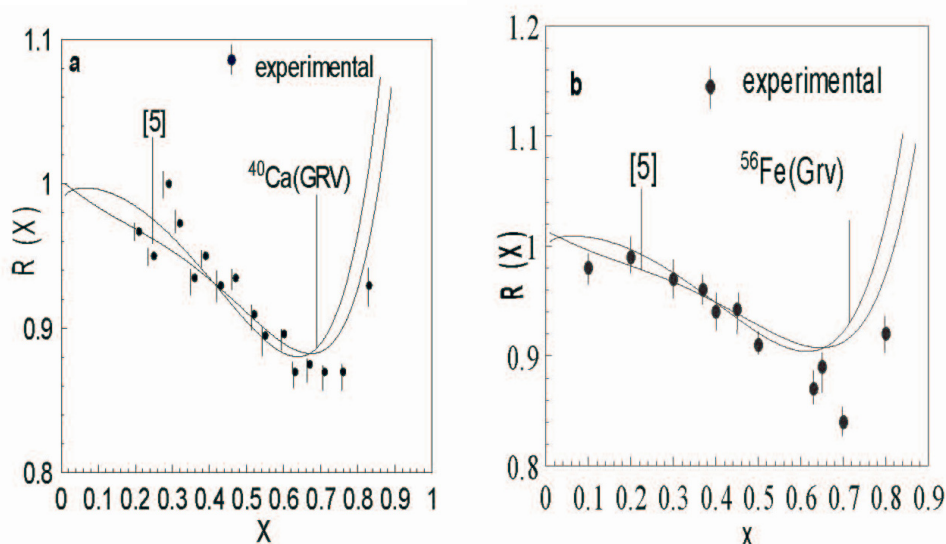 a
experimental
[5]
⁴⁰Ca(GRV)
R (X)
1.1
1
0.9
0.8
0 0.1 0.2 0.3 0.4 0.5 0.6 0.7 0.8 0.9 1
X
b
experimental
[5]
⁵⁶Fe(Grv)
R (X)
1.2
1.1
1.0
0.9
0.8
0 0.1 0.2 0.3 0.4 0.5 0.6 0.7 0.8 0.9
x